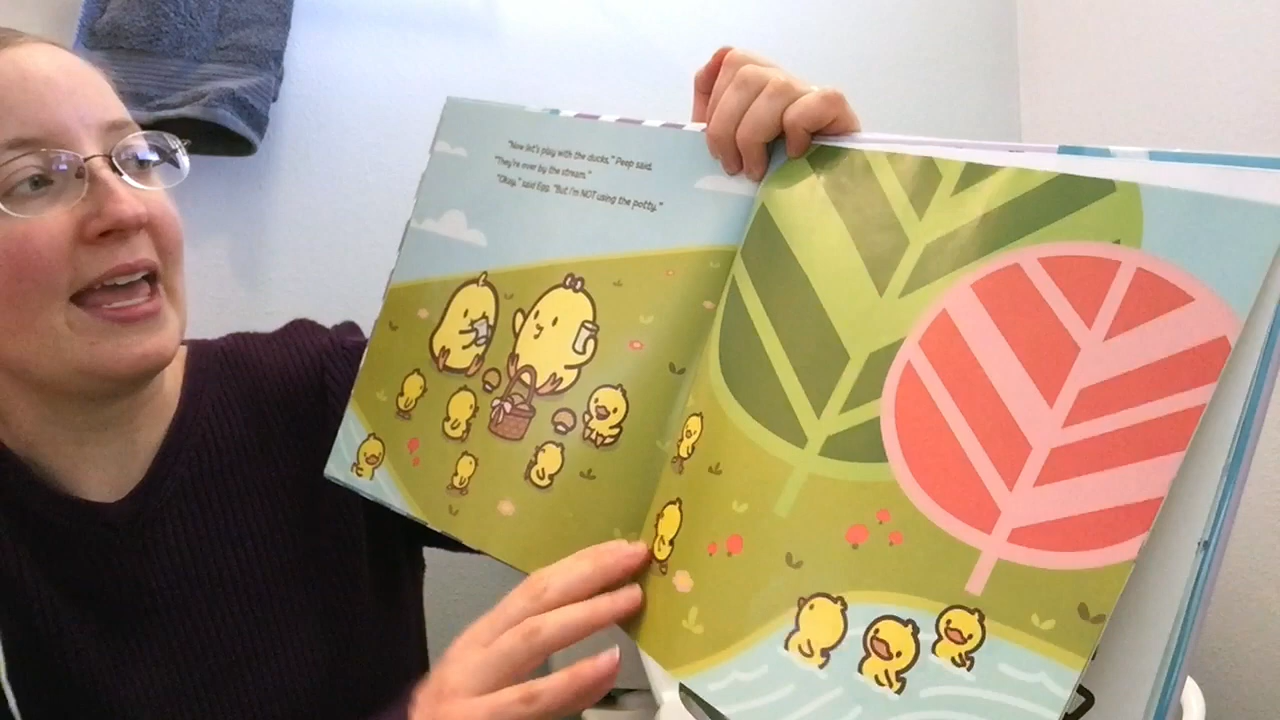 "Now let's play with the ducks," Peep said.
"They're over by the stream."
"Okay," said Egg. "But I'm NOT using the potty."